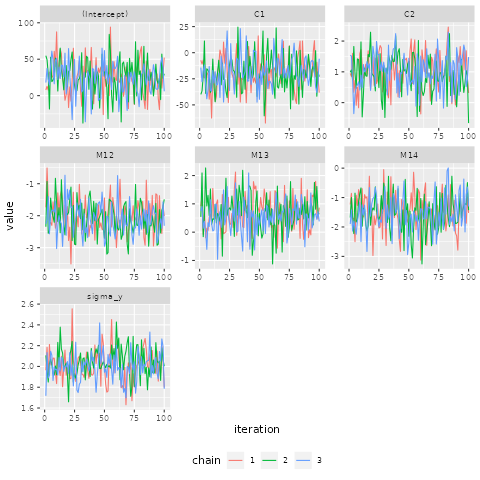 (Intercept)
C1
C2
100
50
0
0 25 50 75 100
25
0
-25
-50
0 25 50 75 100
2
1
0
0 25 50 75 100
M12
M13
M14
-1
-2
-3
0 25 50 75 100
2
1
0
-1
0 25 50 75 100
0
-1
-2
-3
0 25 50 75 100
value
sigma_y
2.6
2.4
2.2
2.0
1.8
1.6
0 25 50 75 100
iteration
chain 1 2 3